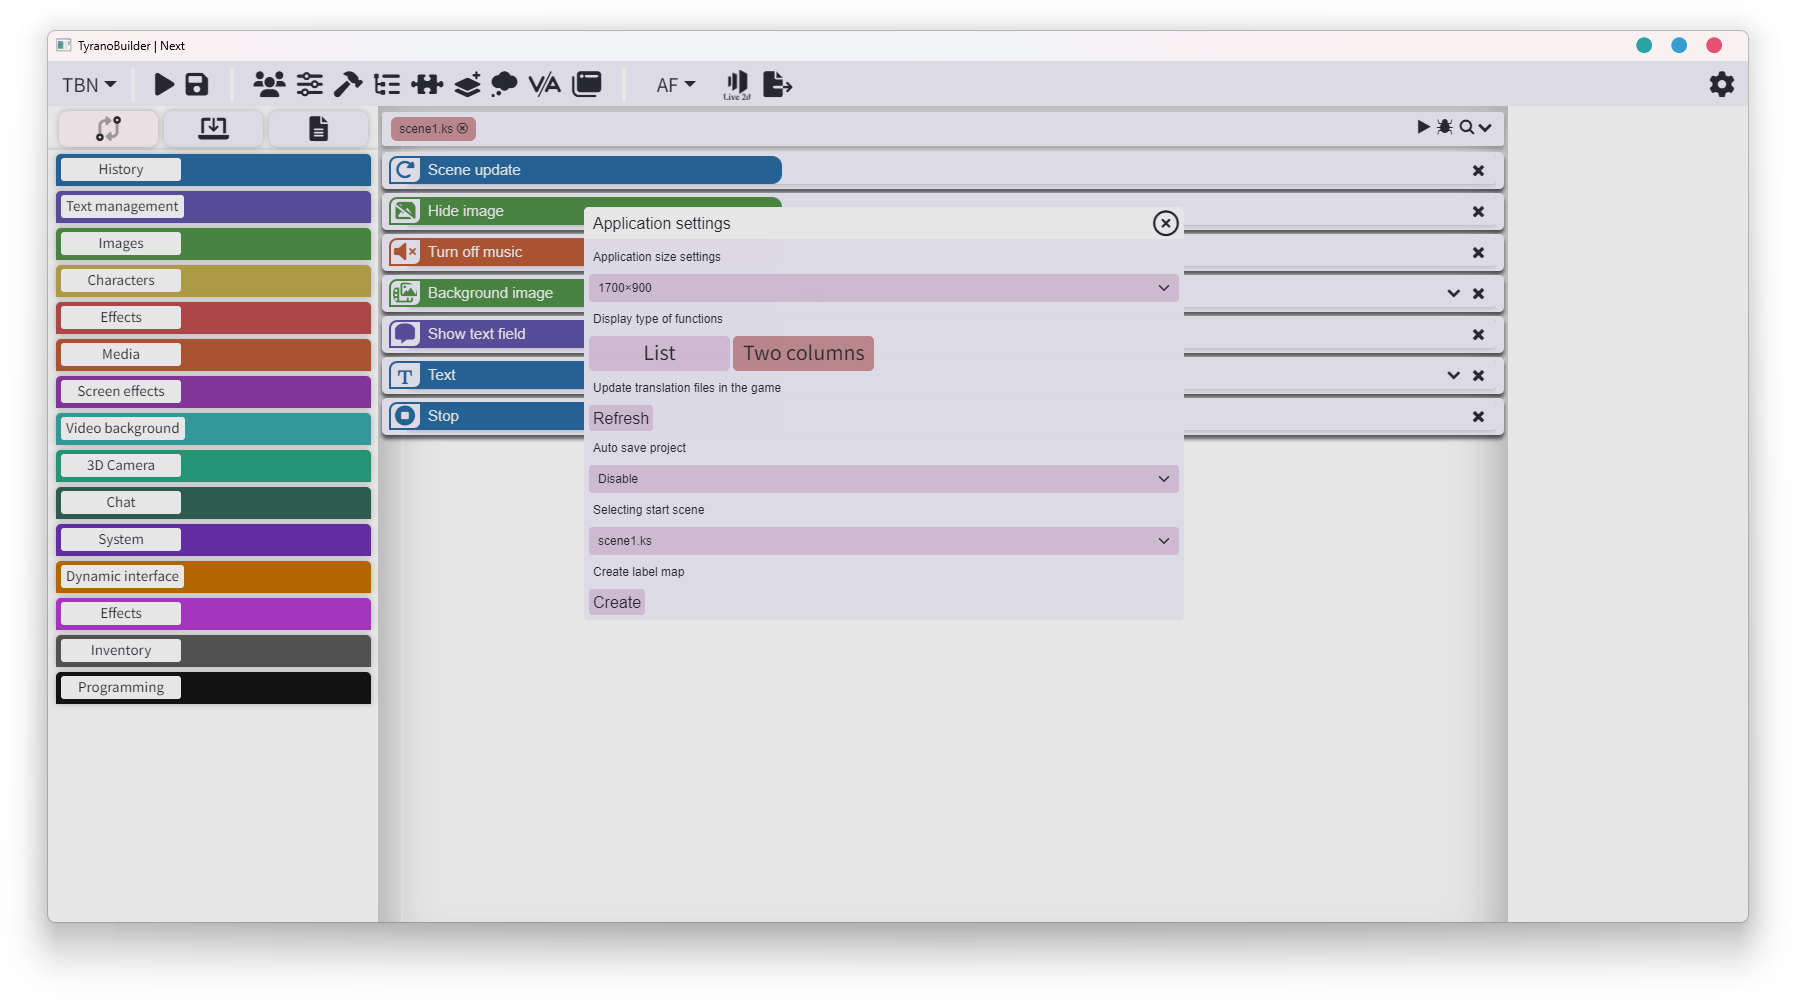 TyranoBuilder | Next
TBN
V/A
AF
Live 2d
scene1.ks
History
Text management
Images
Characters
Effects
Media
Screen effects
Video background
3D Camera
Chat
System
Dynamic interface
Effects
Inventory
Programming
Scene update
Hide image
Turn off music
Background image
Show text field
T
Text
Stop
Application settings
Application size settings
1700×900
Display type of functions
List
Two columns
Update translation files in the game
Refresh
Auto save project
Disable
Selecting start scene
scene1.ks
Create label map
Create